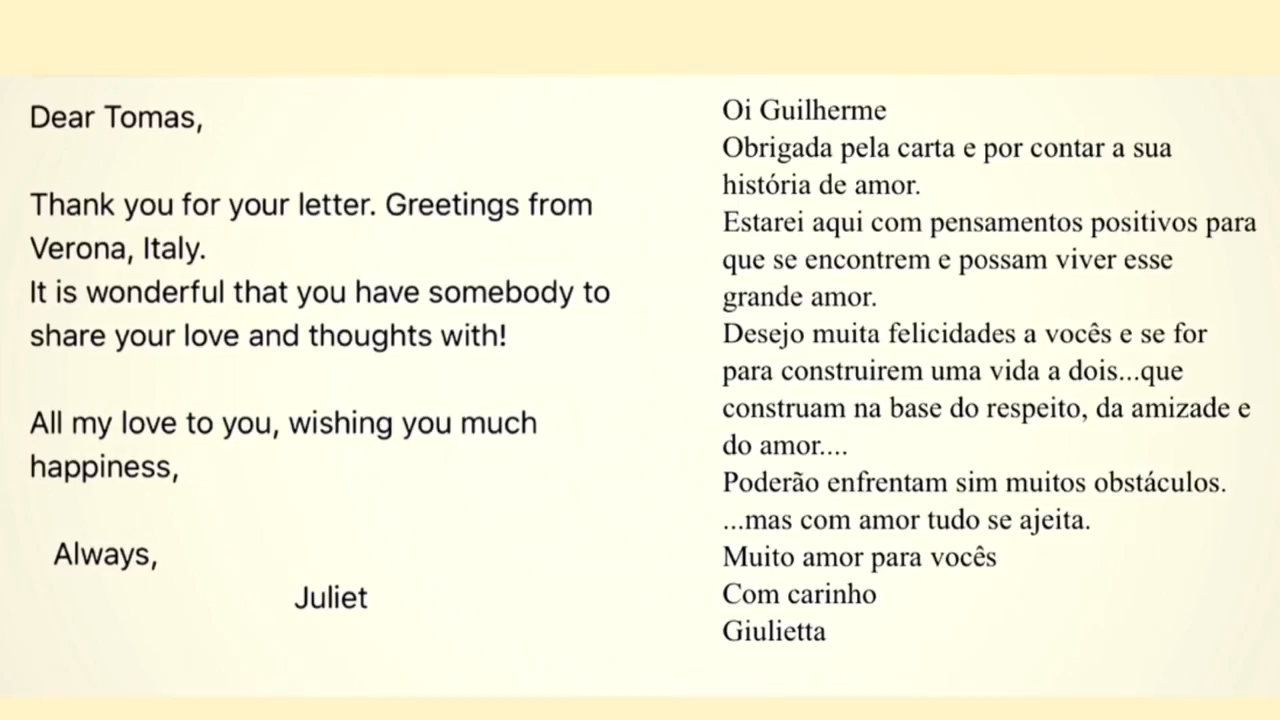 Dear Tomas,
Thank you for your letter. Greetings from
Verona, Italy.
It is wonderful that you have somebody to
share your love and thoughts with!
All my love to you, wishing you much
happiness,
Always,
Juliet
Oi Guilherme
Obrigada pela carta e por contar a sua
história de amor.
Estarei aqui com pensamentos positivos para
que se encontrem e possam viver esse
grande amor.
Desejo muita felicidades a vocês e se for
para construirem uma vida a dois...que
construam na base do respeito, da amizade e
do amor....
Poderão enfrentam sim muitos obstáculos.
...mas com amor tudo se ajeita.
Muito amor para vocês
Com carinho
Giulietta